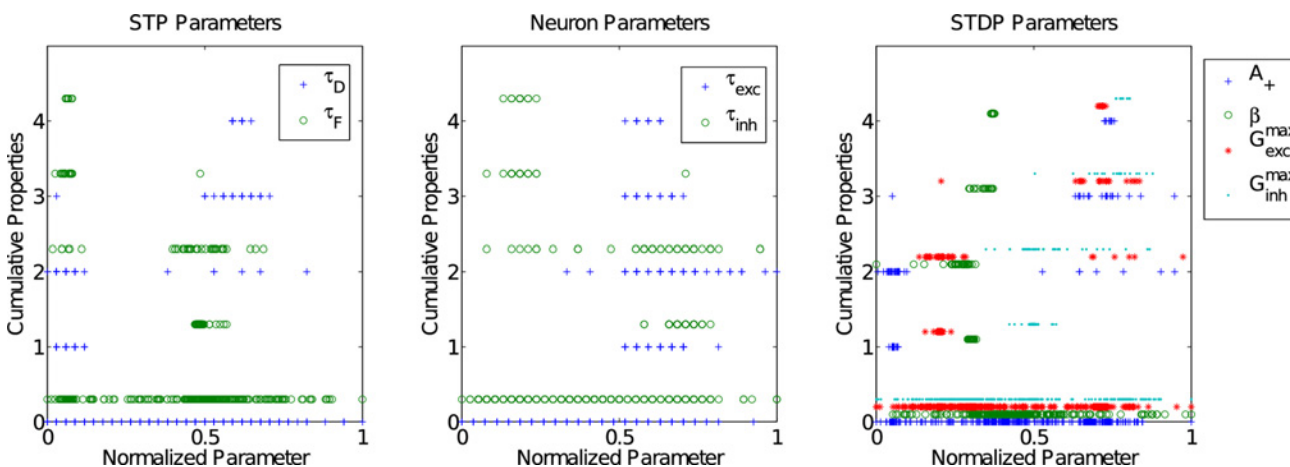 STP Parameters
Cumulative Properties
4
3
2
1
0
0
0.5
1
Normalized Parameter
τD
τF
Neuron Parameters
Cumulative Properties
4
3
2
1
0
0
0.5
1
Normalized Parameter
τexc
τinh
STDP Parameters
Cumulative Properties
4
3
2
1
0
0
0.5
1
Normalized Parameter
A+
β
Gmaxexc
Gmaxinh